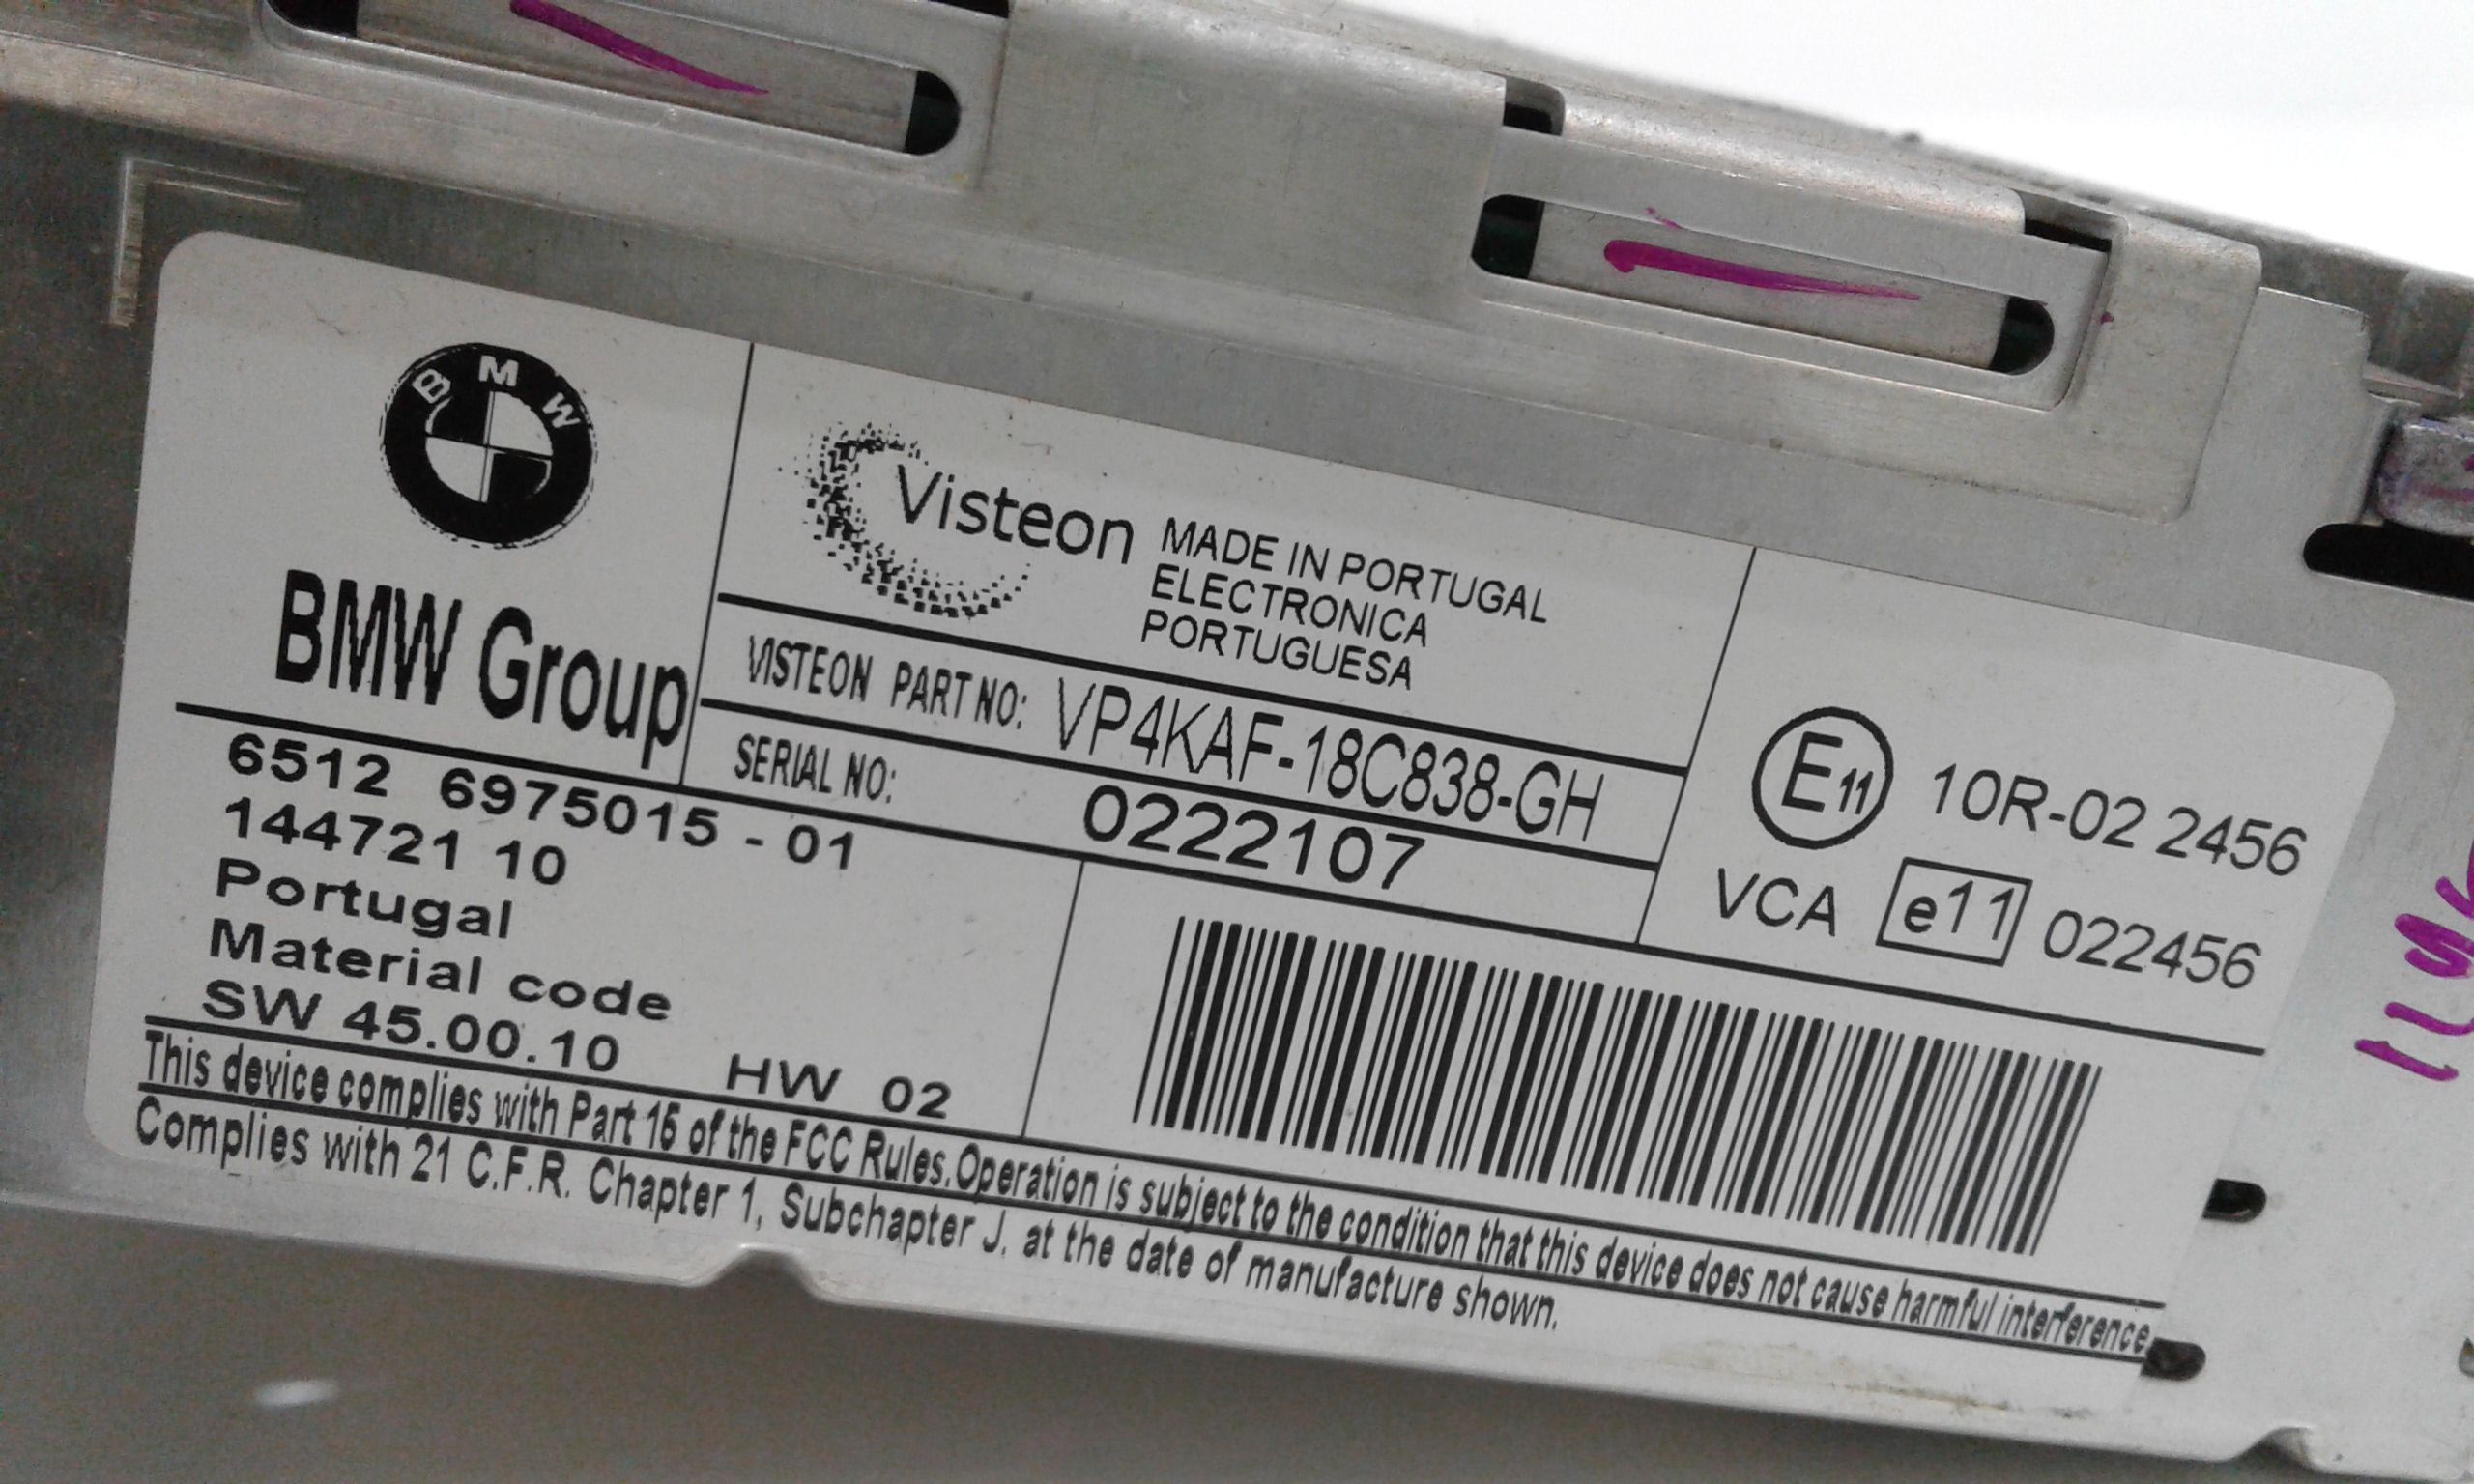 BMW
BMW Group
Visteon
MADE IN PORTUGAL
ELECTRONICA
PORTUGUESA
VISTEON PART NO: VP4KAF-18C838-GH
SERIAL NO: 0222107
E11 10R-02 2456
VCA e11 022456
6512 6975015 - 01
144721 10
Portugal
Material code
SW 45.00.10 HW 02
This device complies with Part 15 of the FCC Rules.Operation is subject to the condition that this device does not cause harmful interference.
Complies with 21 C.F.R. Chapter 1, Subchapter J, at the date of manufacture shown.